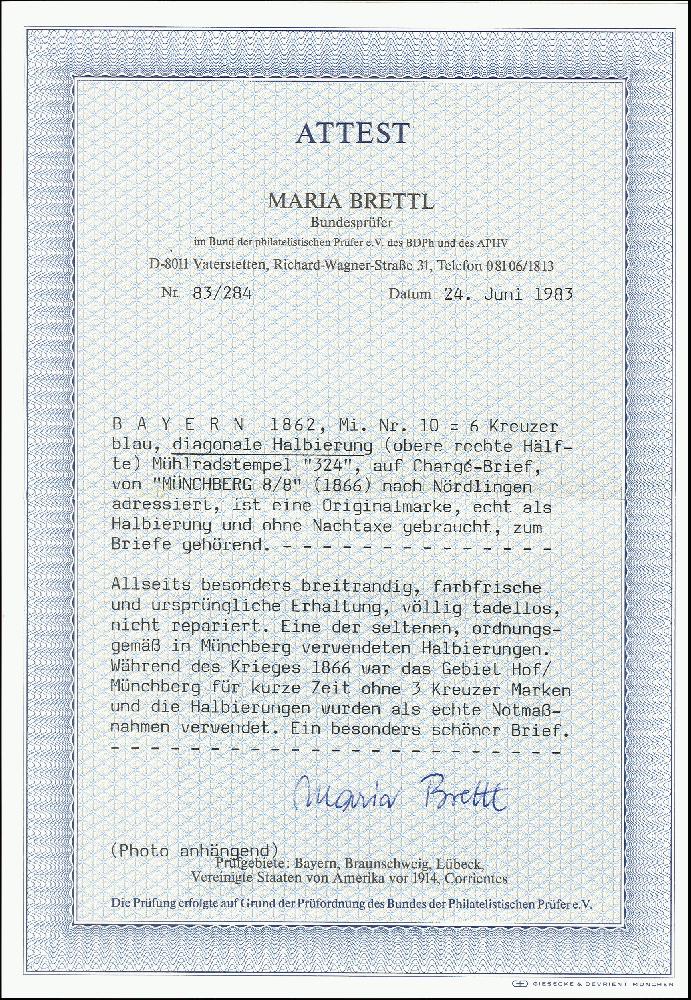 ATTEST
MARIA BRETTL
Bundesprüfer
im Bund der philatelistischen Prüfer e.V. des BDPh und des APHV
D-8011 Vaterstetten, Richard-Wagner-Straße 31, Telefon 08106/1813
Nr. 83/284 Datum 24. Juni 1983
B A Y E R N 1862, Mi. Nr. 10 = 6 Kreuzer
blau, diagonale Halbierung (obere rechte Hälf-
te) Mühlradstempel "324", auf Chargé-Brief,
von "MÜNCHBERG 8/8" (1866) nach Nördlingen
adressiert, ist eine Originalmarke, echt als
Halbierung und ohne Nachtaxe gebraucht, zum
Briefe gehörend. - - - - - - - - - - - - - -
Allseits besonders breitrandig, farbfrische
und ursprüngliche Erhaltung, völlig tadellos,
nicht repariert. Eine der seltenen, ordnungs-
gemäß in Münchberg verwendeten Halbierungen.
Während des Krieges 1866 war das Gebiet Hof/
Münchberg für kurze Zeit ohne 3 Kreuzer Marken
und die Halbierungen wurden als echte Notmaß-
nahmen verwendet. Ein besonders schöner Brief.
- - - - - - - - - - - - - - - - - - - - - - -
Maria Brettl
(Photo anhängend)
Prüfgebiete: Bayern, Braunschweig, Lübeck,
Vereinigte Staaten von Amerika vor 1914, Corrientes
Die Prüfung erfolgte auf Grund der Prüfordnung des Bundes der Philatelistischen Prüfer e.V.
GIESECKE & DEVRIENT MÜNCHEN